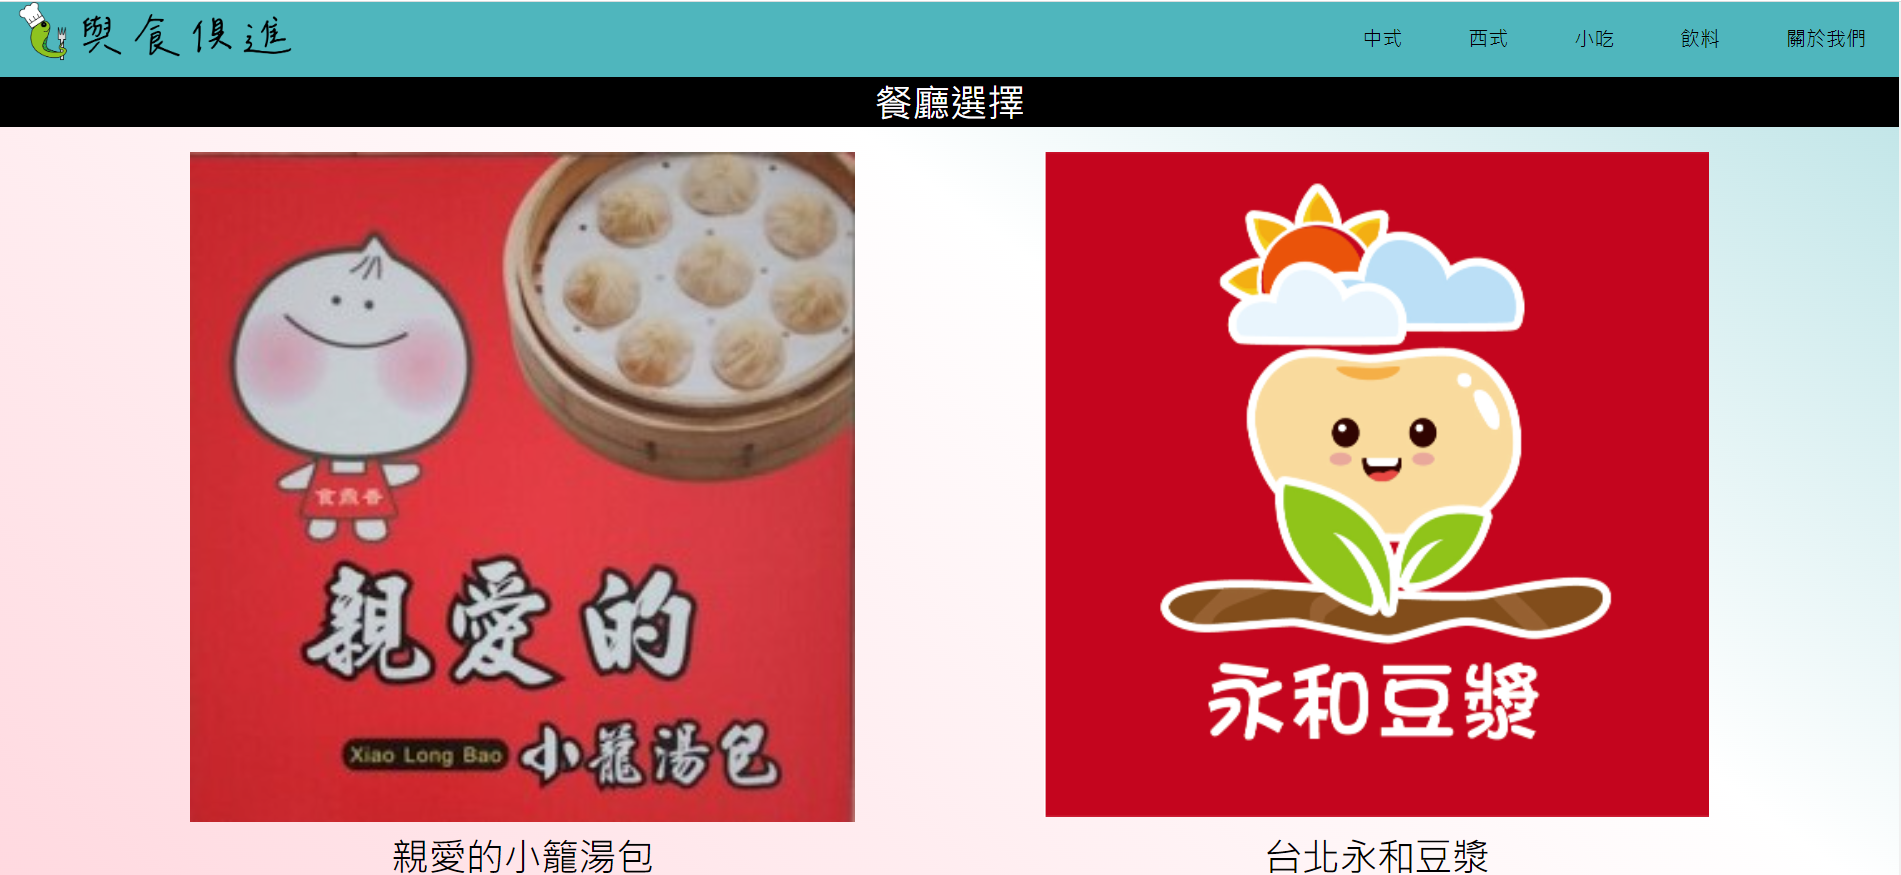 與食俱進
中式 西式 小吃 飲料 關於我們
餐廳選擇
食鼎香
親愛的
Xiao Long Bao 小籠湯包
永和豆漿
親愛的小籠湯包
台北永和豆漿